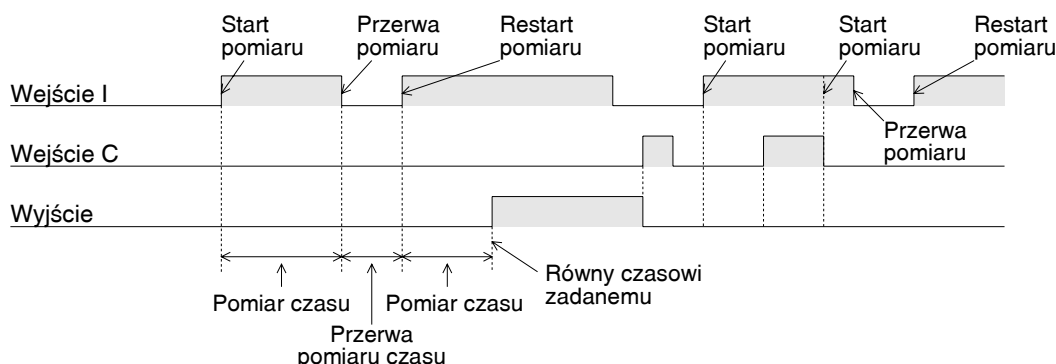 Start
pomiaru
Przerwa
pomiaru
Restart
pomiaru
Start
pomiaru
Start
pomiaru
Restart
pomiaru
Wejście I
Przerwa
pomiaru
Wejście C
Wyjście
Równy czasowi
zadanemu
Pomiar czasu
Pomiar czasu
Przerwa
pomiaru czasu